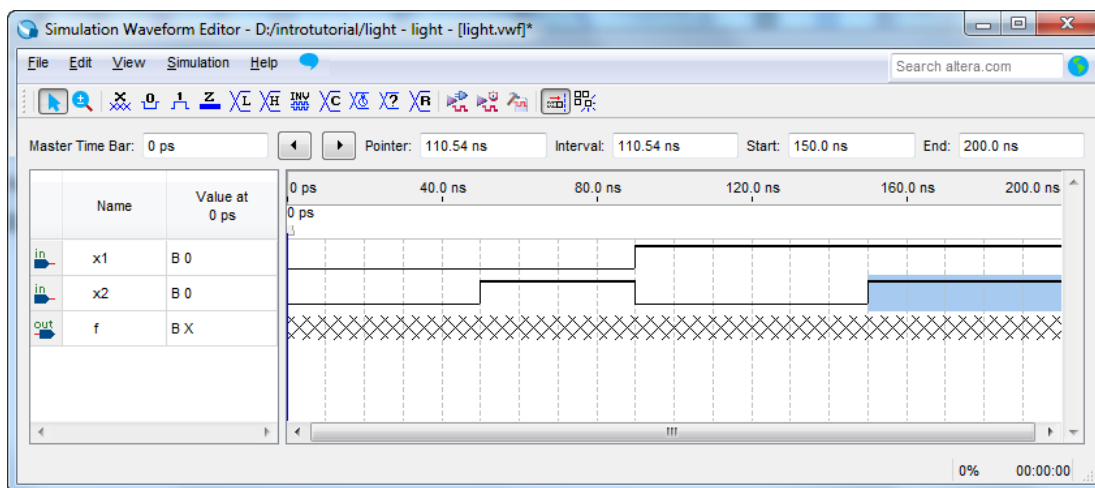 Simulation Waveform Editor - D:/introtutorial/light - light - [light.vwf]*
File Edit View Simulation Help
Search altera.com
Master Time Bar: 0 ps Pointer: 110.54 ns Interval: 110.54 ns Start: 150.0 ns End: 200.0 ns
Name Value at 0 ps
0 ps 40.0 ns 80.0 ns 120.0 ns 160.0 ns 200.0 ns
0 ps
in x1 B 0
in x2 B 0
out f B X
0% 00:00:00